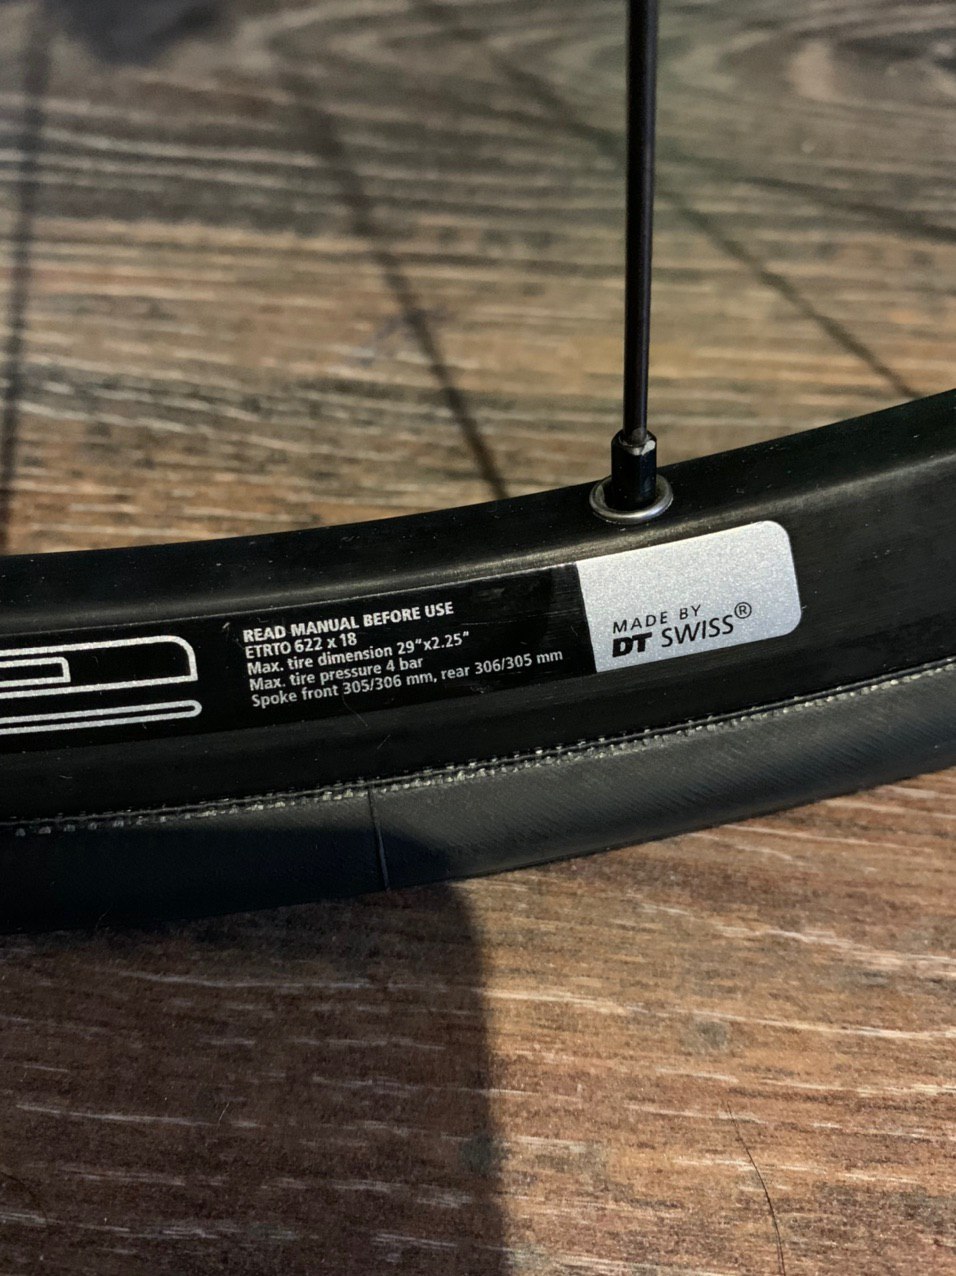 READ MANUAL BEFORE USE
ETRTO 622 x 18
Max. tire dimension 29"x2.25"
Max. tire pressure 4 bar
Spoke front 305/306 mm, rear 306/305 mm
MADE BY
DT SWISS®